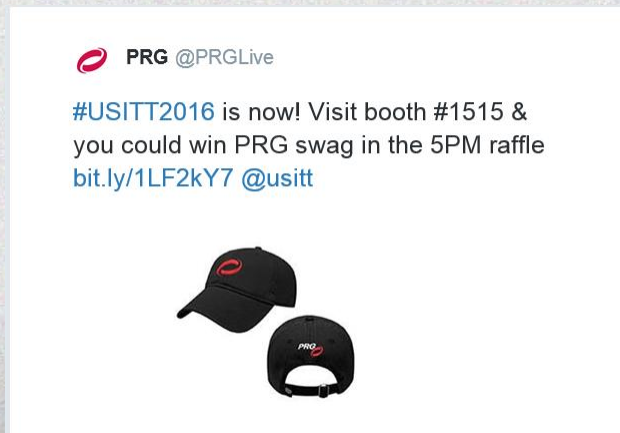 PRG @PRGLive
#USITT2016 is now! Visit booth #1515 &
you could win PRG swag in the 5PM raffle
bit.ly/1LF2kY7 @usitt
PRG